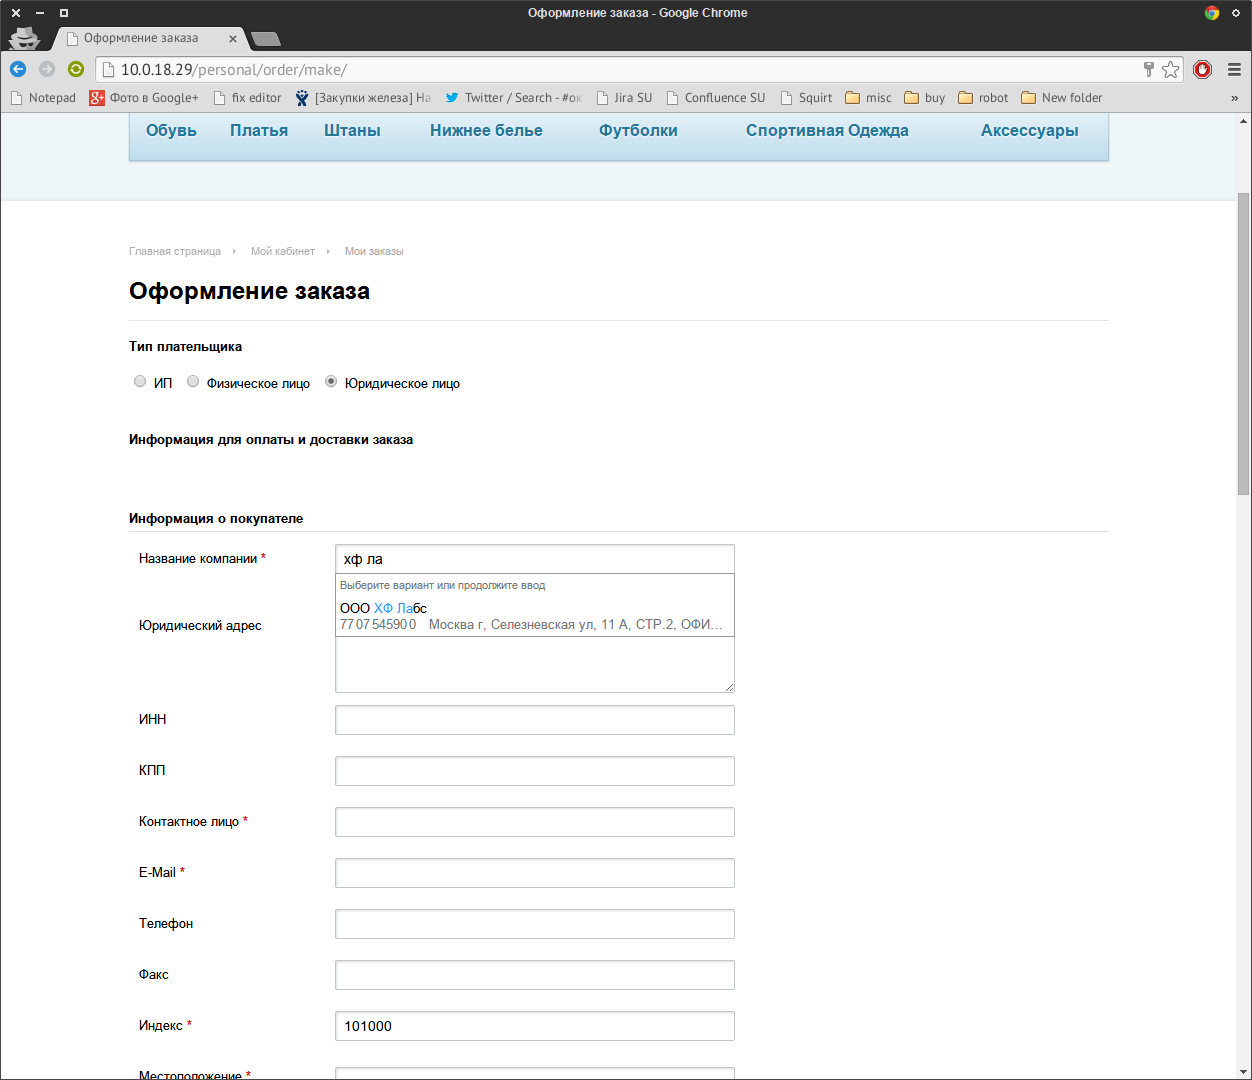 Оформление заказа - Google Chrome
Оформление заказа
10.0.18.29/personal/order/make/
Notepad Фото в Google+ fix editor [Закупки железа] На Twitter / Search - #ок Jira SU Confluence SU Squirt misc buy robot New folder »
Обувь Платья Штаны Нижнее белье Футболки Спортивная Одежда Аксессуары
Главная страница Мой кабинет Мои заказы
Оформление заказа
Тип плательщика
ИП Физическое лицо Юридическое лицо
Информация для оплаты и доставки заказа
Информация о покупателе
Название компании * хф ла
Выберите вариант или продолжите ввод
ООО ХФ Лабс
7707545900 Москва г, Селезневская ул, 11 А, СТР.2, ОФИ...
Юридический адрес
ИНН
КПП
Контактное лицо *
E-Mail *
Телефон
Факс
Индекс * 101000
Местоположение *